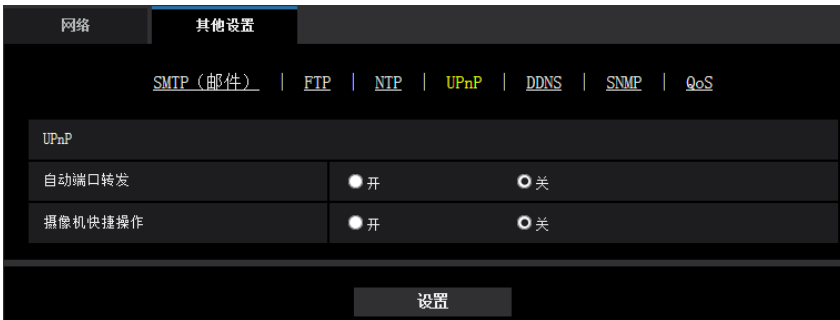 网络 其他设置
SMTP（邮件） | FTP | NTP | UPnP | DDNS | SNMP | QoS
UPnP
自动端口转发 开 关
摄像机快捷操作 开 关
设置